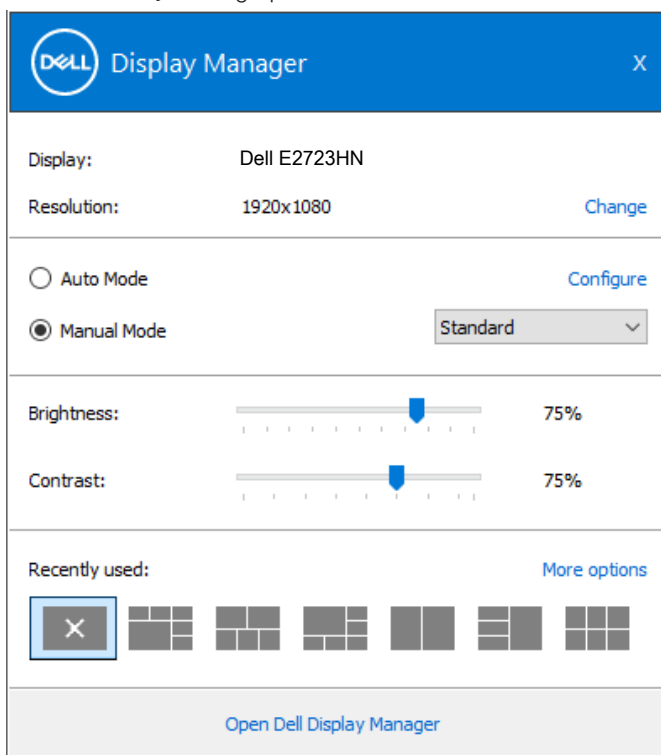 DELL Display Manager X
Display: Dell E2723HN
Resolution: 1920x1080 Change
Auto Mode Configure
Manual Mode Standard
Brightness: 75%
Contrast: 75%
Recently used: More options
Open Dell Display Manager